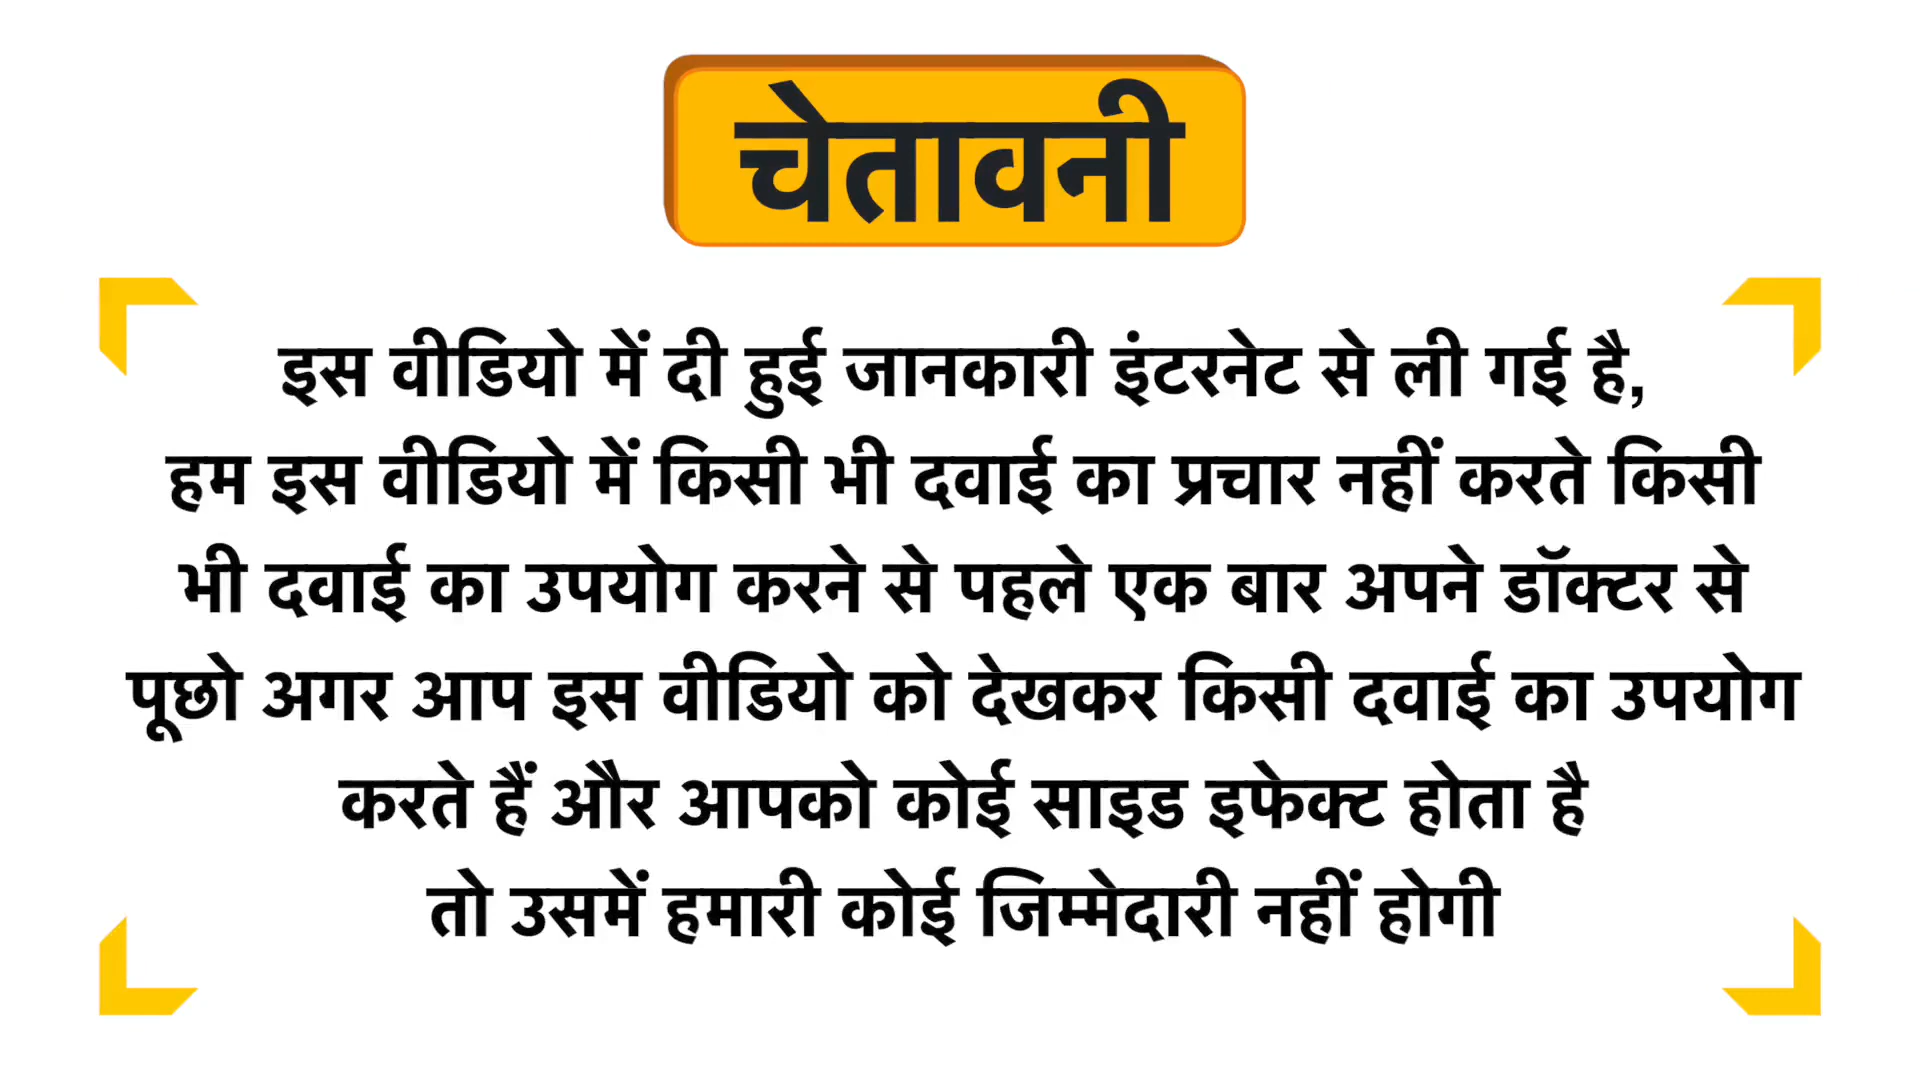 चेतावनी
इस वीडियो में दी हुई जानकारी इंटरनेट से ली गई है,
हम इस वीडियो में किसी भी दवाई का प्रचार नहीं करते किसी
भी दवाई का उपयोग करने से पहले एक बार अपने डॉक्टर से
पूछो अगर आप इस वीडियो को देखकर किसी दवाई का उपयोग
करते हैं और आपको कोई साइड इफेक्ट होता है
तो उसमें हमारी कोई जिम्मेदारी नहीं होगी